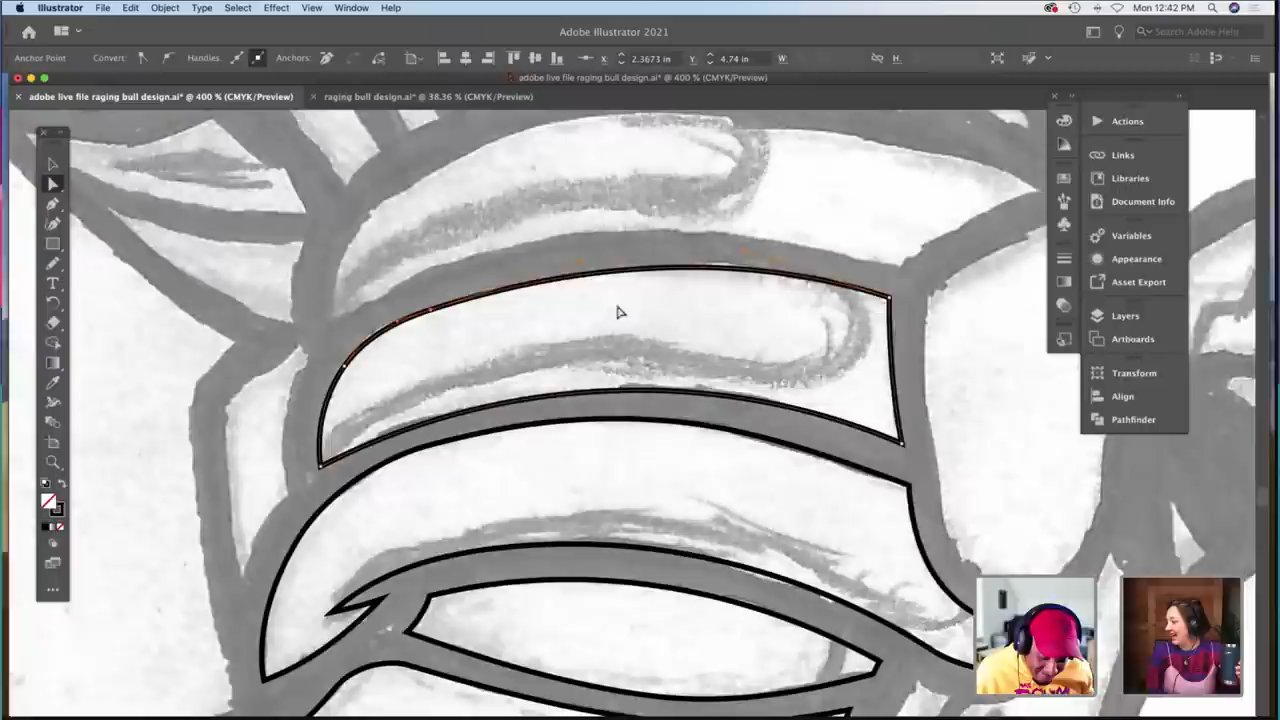 Illustrator File Edit Object Type Select Effect View Window Help Mon 12:42 PM
Adobe Illustrator 2021 Search Adobe Help
Anchor Point Convert: Handles: Anchors: X: 2.3673 in Y: 4.74 in W: H:
adobe live file raging bull design.ai* @ 400 % (CMYK/Preview)
× adobe live file raging bull design.ai* @ 400 % (CMYK/Preview) × raging bull design.ai* @ 38.36 % (CMYK/Preview)
Actions
Links
Libraries
Document Info
Variables
Appearance
Asset Export
Layers
Artboards
Transform
Align
Pathfinder